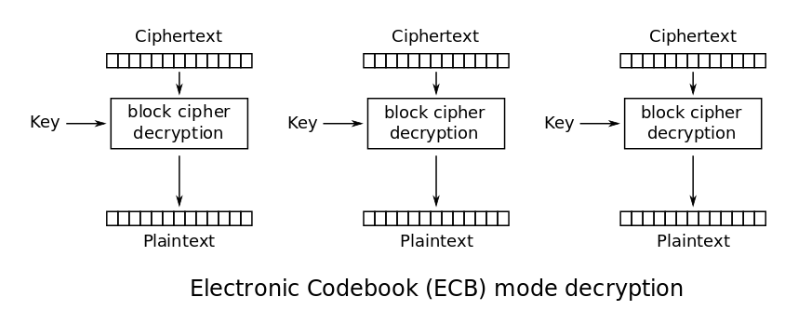 Ciphertext Ciphertext Ciphertext
Key block cipher decryption Key block cipher decryption Key block cipher decryption
Plaintext Plaintext Plaintext
Electronic Codebook (ECB) mode decryption